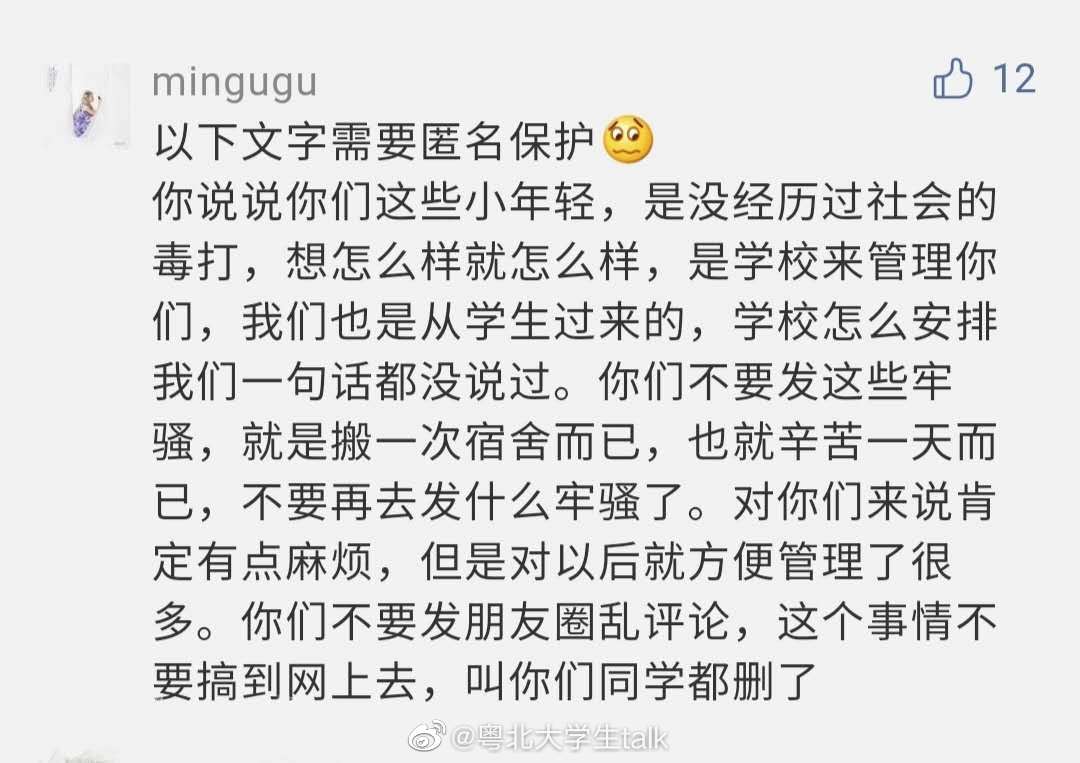 mingugu
12
以下文字需要匿名保护
你说说你们这些小年轻，是没经历过社会的
毒打，想怎么样就怎么样，是学校来管理你
们，我们也是从学生过来的，学校怎么安排
我们一句话都没说过。你们不要发这些牢
骚，就是搬一次宿舍而已，也就辛苦一天而
已，不要再去发什么牢骚了。对你们来说肯
定有点麻烦，但是对以后就方便管理了很
多。你们不要发朋友圈乱评论，这个事情不
要搞到网上去，叫你们同学都删了
@粤北大学生talk